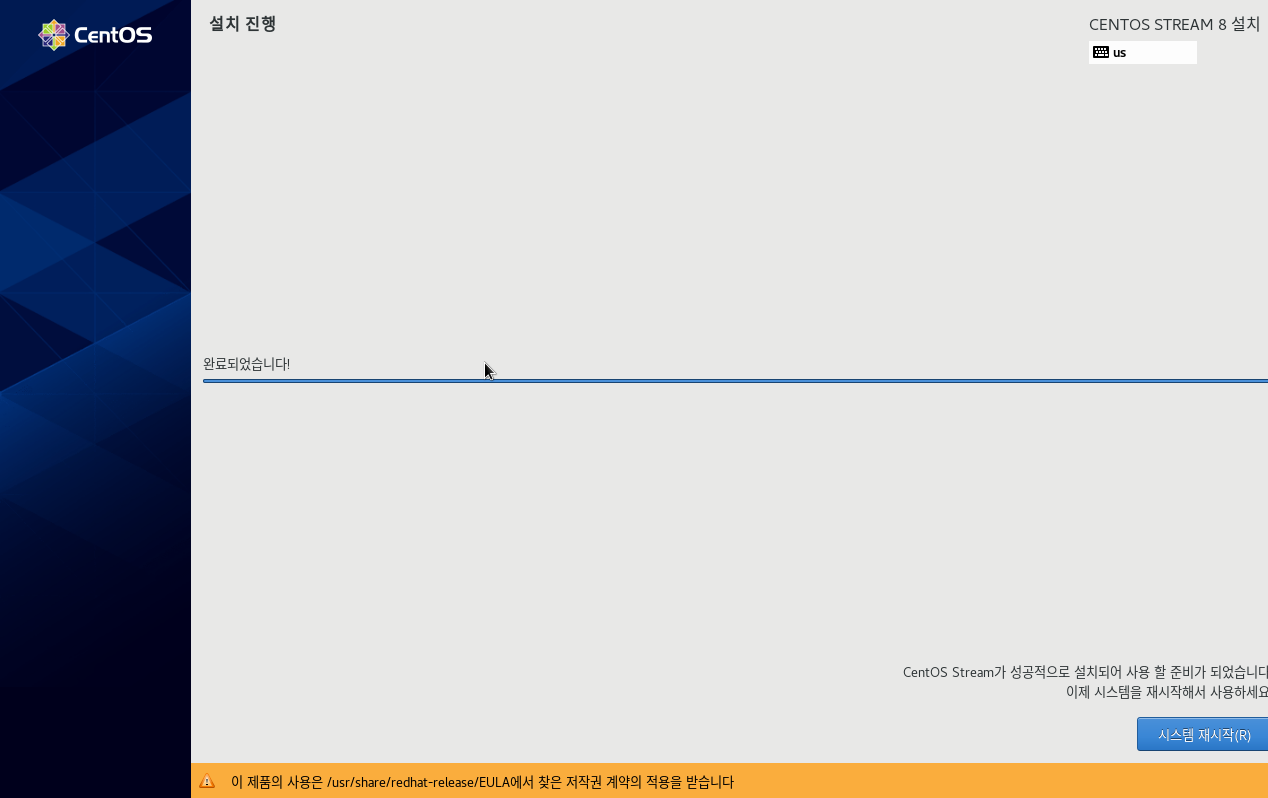 CentOS
설치 진행
CENTOS STREAM 8 설치
us
완료되었습니다!
CentOS Stream가 성공적으로 설치되어 사용 할 준비가 되었습니다
이제 시스템을 재시작해서 사용하세요
시스템 재시작(R)
이 제품의 사용은 /usr/share/redhat-release/EULA에서 찾은 저작권 계약의 적용을 받습니다